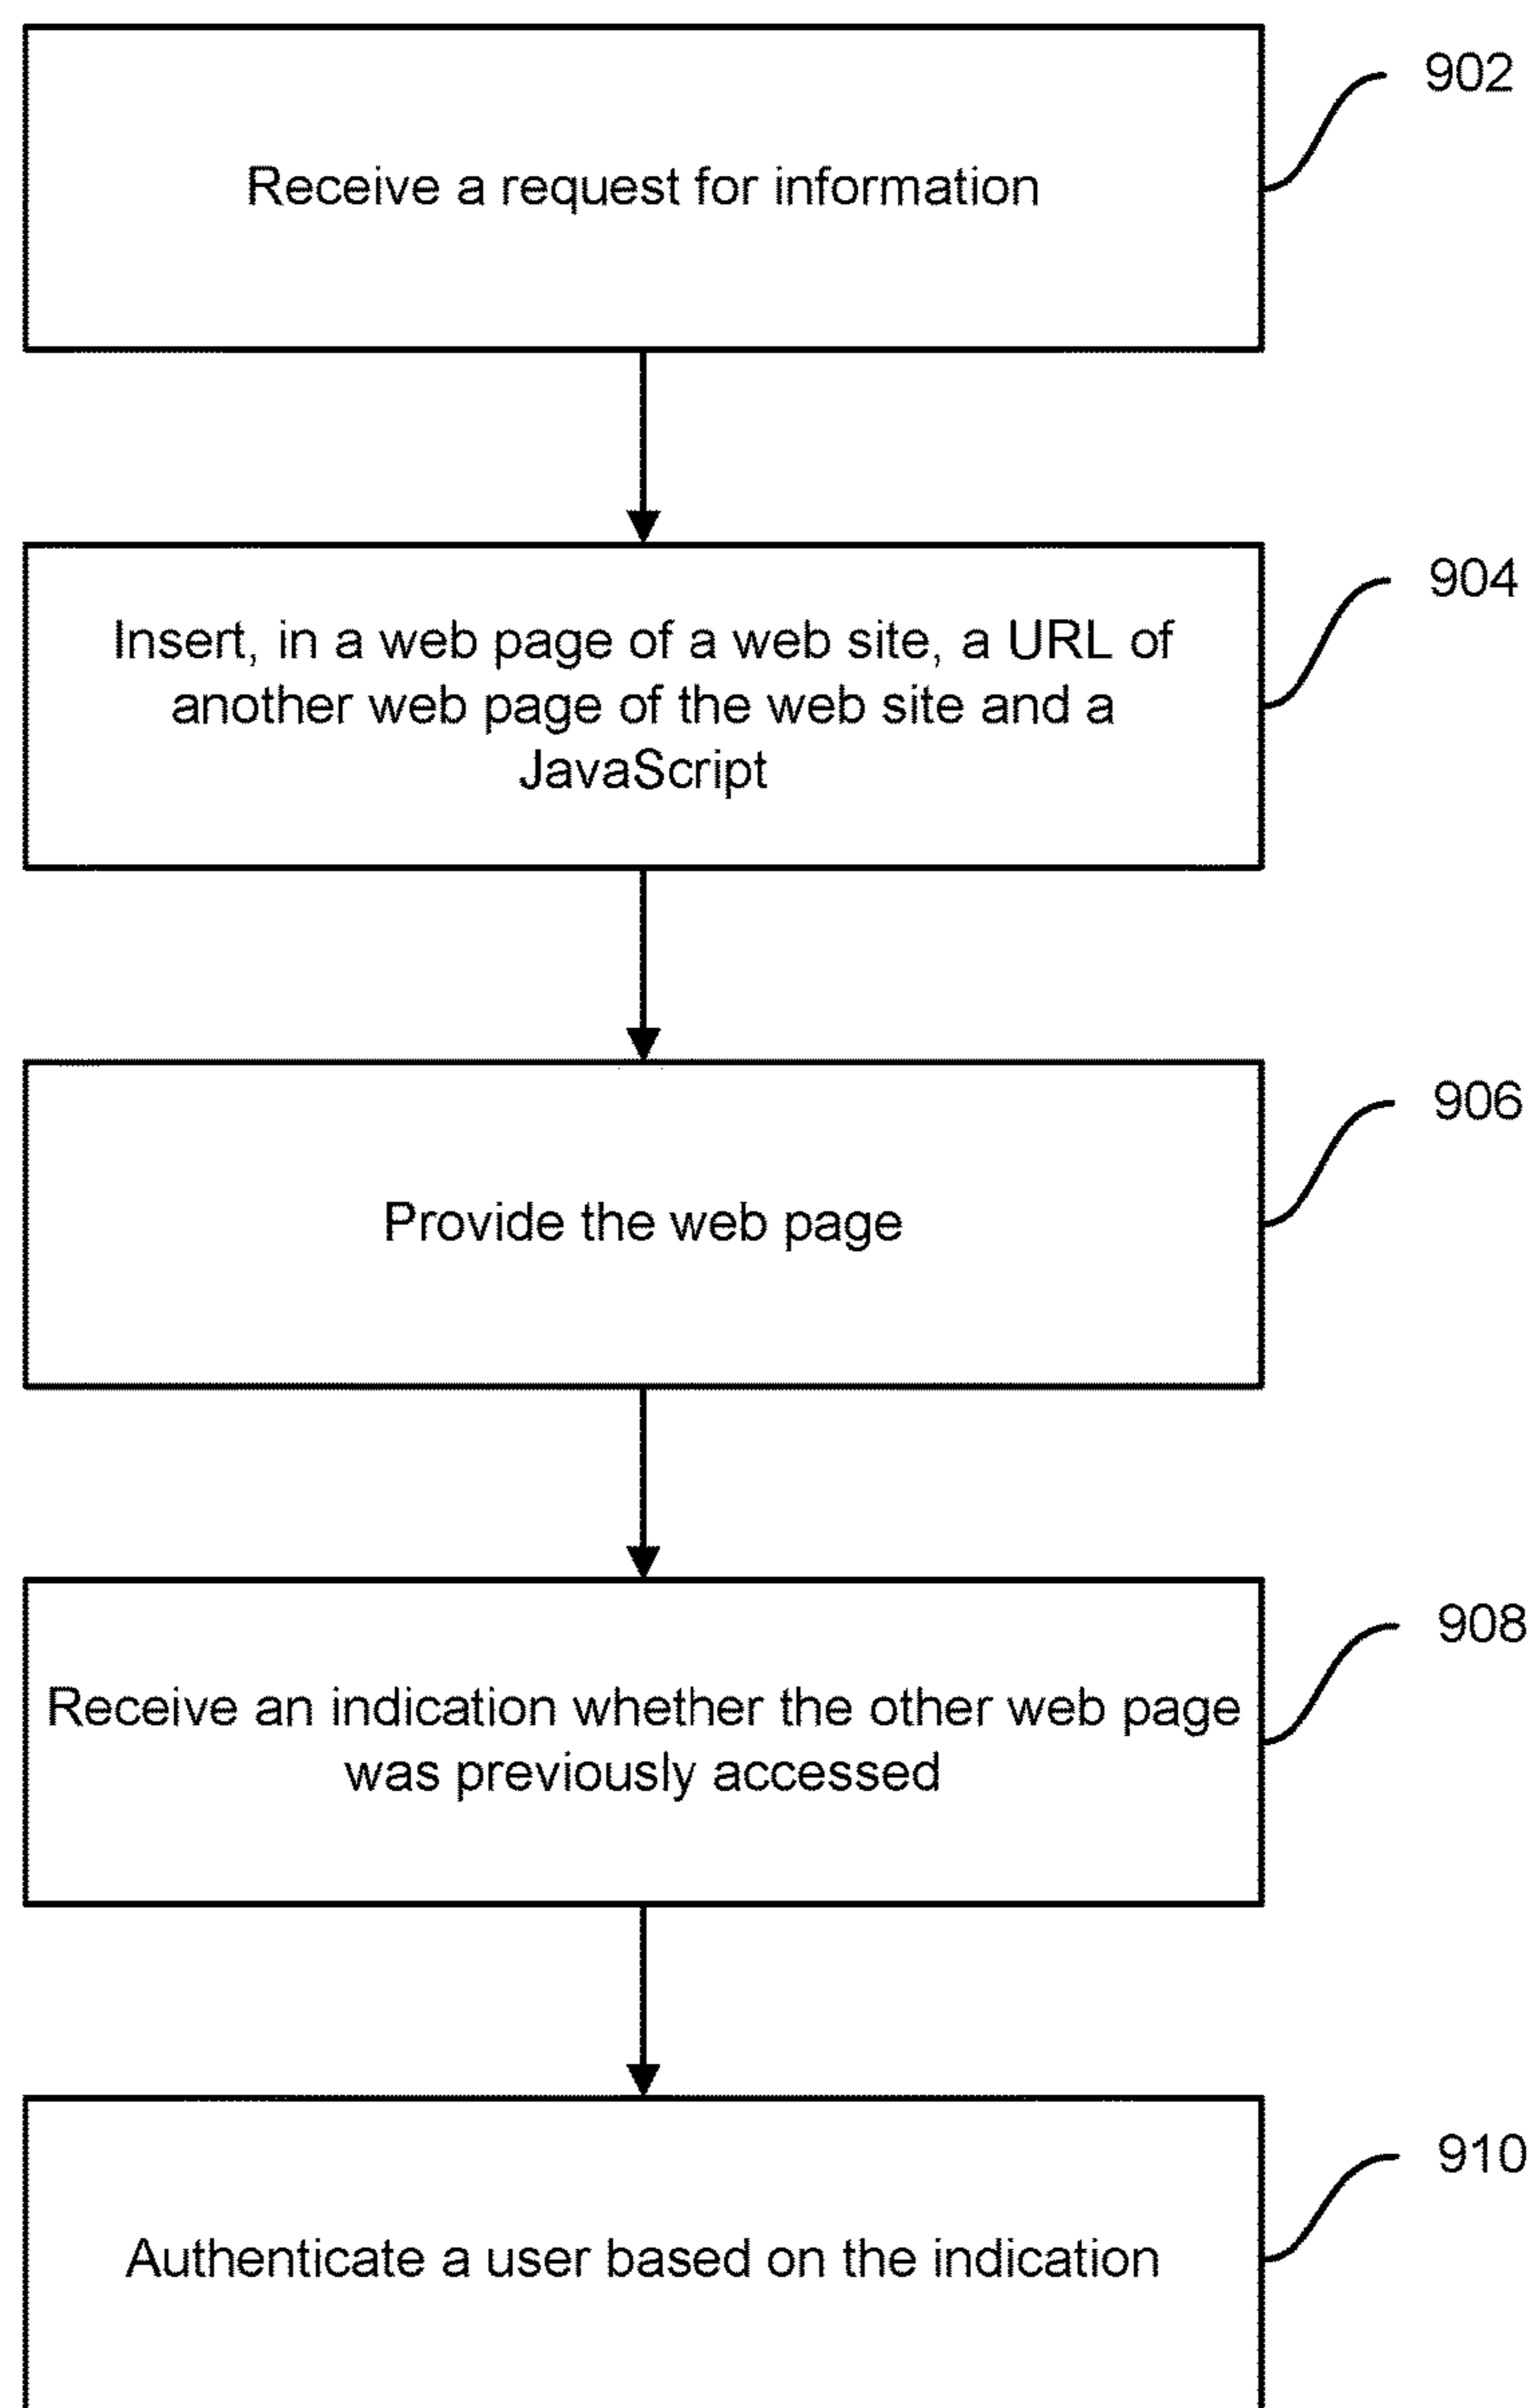 902
Receive a request for information
904
Insert, in a web page of a web site, a URL of
another web page of the web site and a
JavaScript
906
Provide the web page
908
Receive an indication whether the other web page
was previously accessed
910
Authenticate a user based on the indication